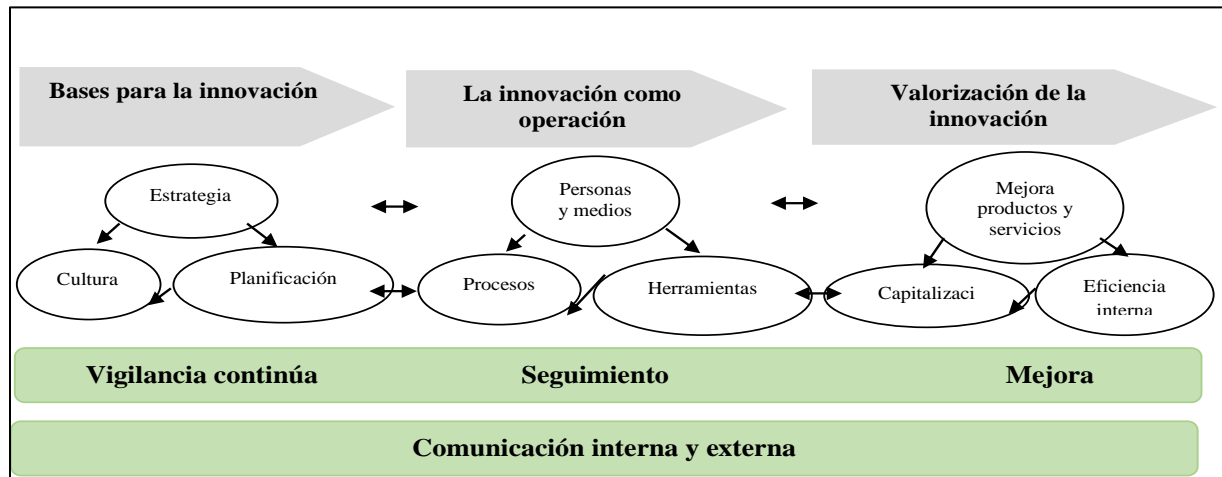 Bases para la innovación
La innovación como
operación
Valorización de la
innovación
Estrategia
Cultura
Planificación
Personas
y medios
Procesos
Herramientas
Mejora
productos y
servicios
Capitalizaci
Eficiencia
interna
Vigilancia continúa
Seguimiento
Mejora
Comunicación interna y externa